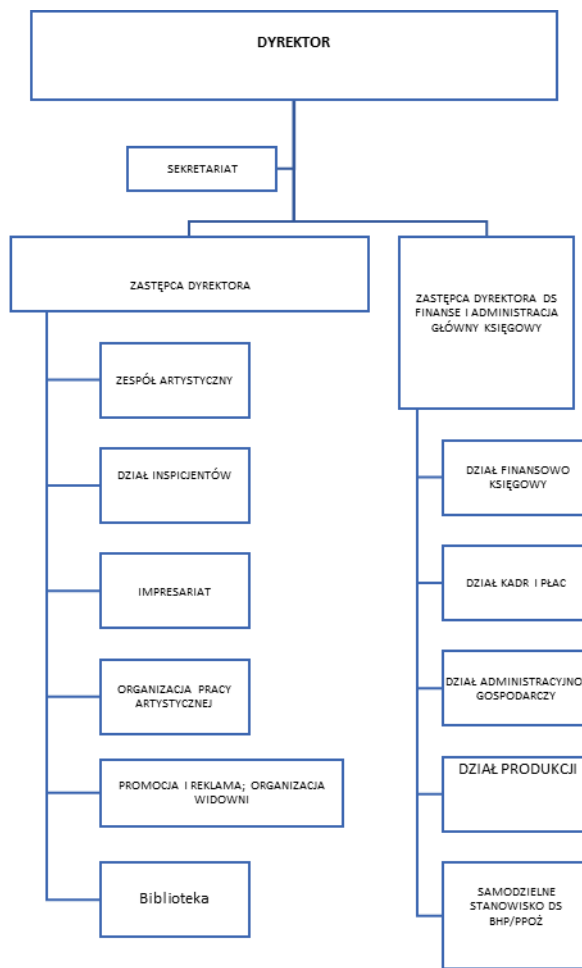 DYREKTOR
SEKRETARIAT
ZASTĘPCA DYREKTORA
ZASTĘPCA DYREKTORA DS
FINANSE I ADMINISTRACJA
GŁÓWNY KSIĘGOWY
ZESPÓŁ ARTYSTYCZNY
DZIAŁ INSPICJENTÓW
IMPRESARIAT
ORGANIZACJA PRACY
ARTYSTYCZNEJ
PROMOCJA I REKLAMA; ORGANIZACJA
WIDOWNI
Biblioteka
DZIAŁ FINANSOWO
KSIĘGOWY
DZIAŁ KADR I PŁAC
DZIAŁ ADMINISTRACYJNO
GOSPODARCZY
DZIAŁ PRODUKCJI
SAMODZIELNE
STANOWISKO DS
BHP/PPOŻ